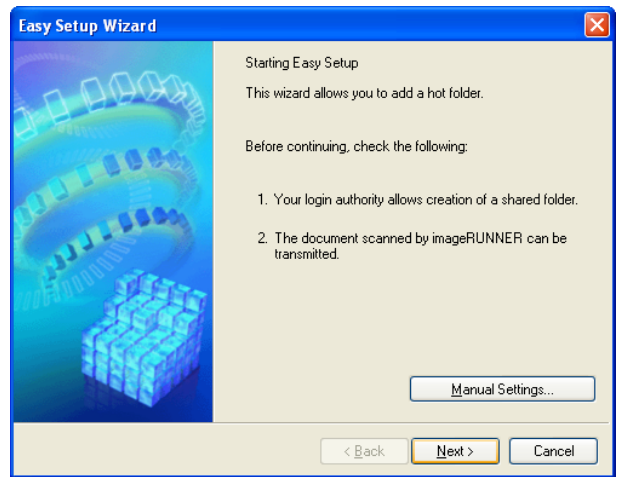 Easy Setup Wizard
Starting Easy Setup
This wizard allows you to add a hot folder.
Before continuing, check the following:
1. Your login authority allows creation of a shared folder.
2. The document scanned by imageRUNNER can be
transmitted.
Manual Settings...
< Back
Next >
Cancel